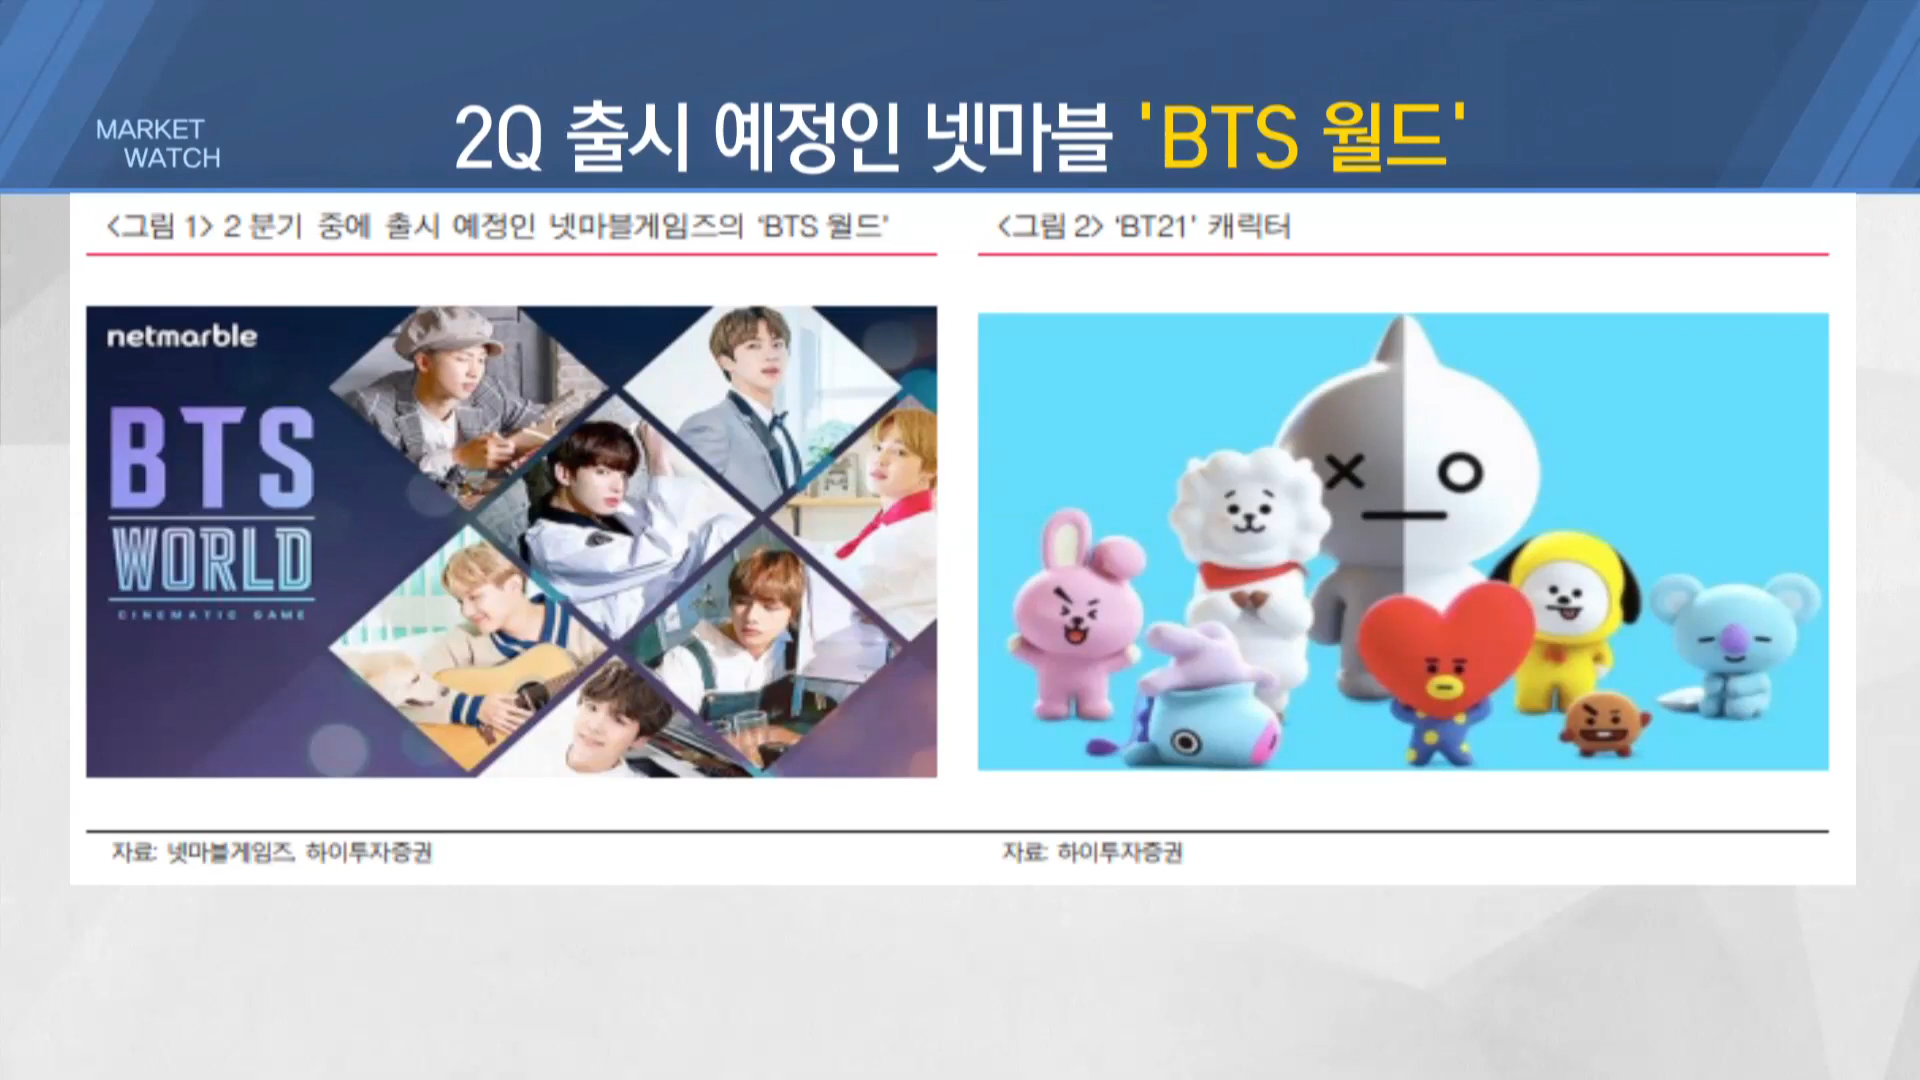 MARKET
WATCH
2Q 출시 예정인 넷마블 'BTS 월드'
<그림 1> 2 분기 중에 출시 예정인 넷마블게임즈의 ‘BTS 월드’
<그림 2> ‘BT21’ 캐릭터
netmarble
BTS
WORLD
CINEMATIC GAME
자료: 넷마블게임즈, 하이투자증권
자료: 하이투자증권